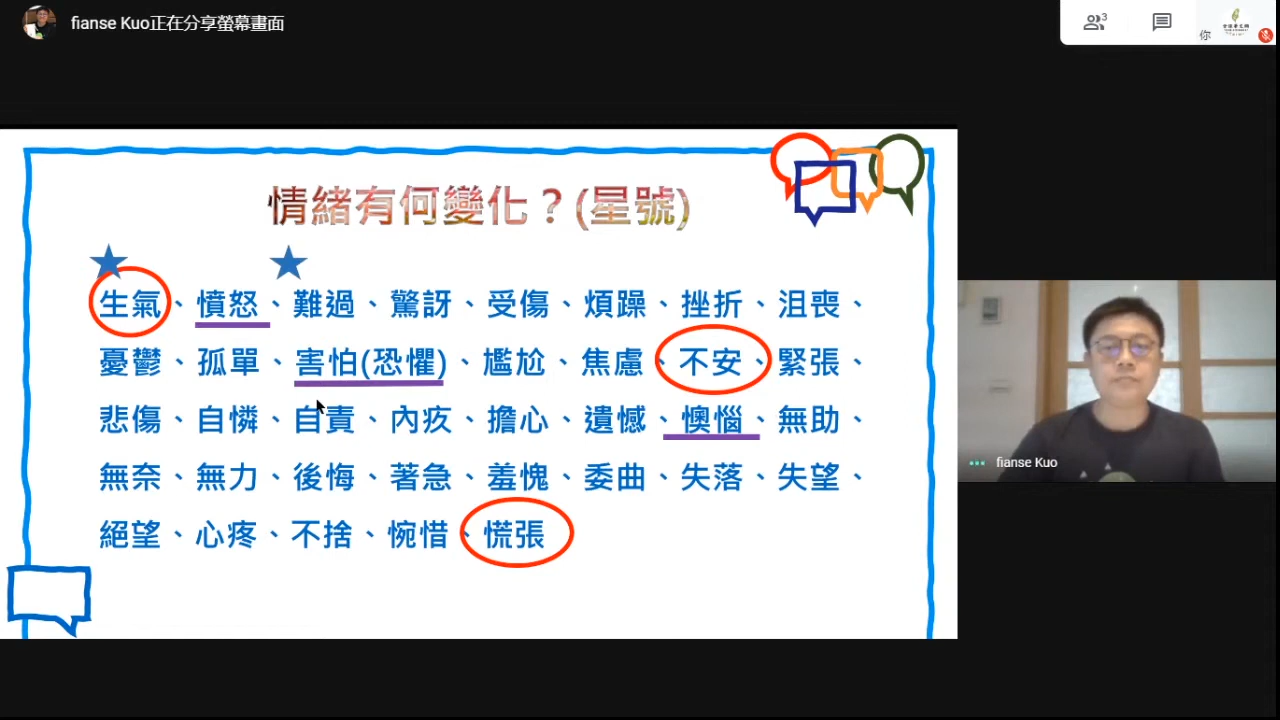 fianse Kuo正在分享螢幕畫面
3
你
情緒有何變化？(星號)
生氣、憤怒、難過、驚訝、受傷、煩躁、挫折、沮喪、
憂鬱、孤單、害怕(恐懼)、尷尬、焦慮、不安、緊張、
悲傷、自憐、自責、內疚、擔心、遺憾、懊惱、無助、
無奈、無力、後悔、著急、羞愧、委曲、失落、失望、
絕望、心疼、不捨、惋惜、慌張
fianse Kuo